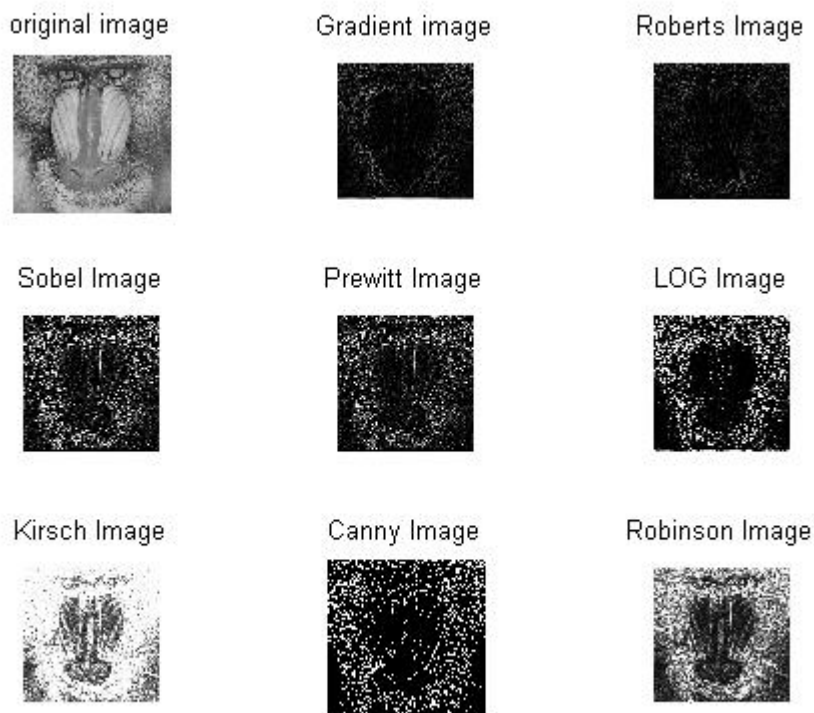 original image
Gradient image
Roberts Image
Sobel Image
Prewitt Image
LOG Image
Kirsch Image
Canny Image
Robinson Image